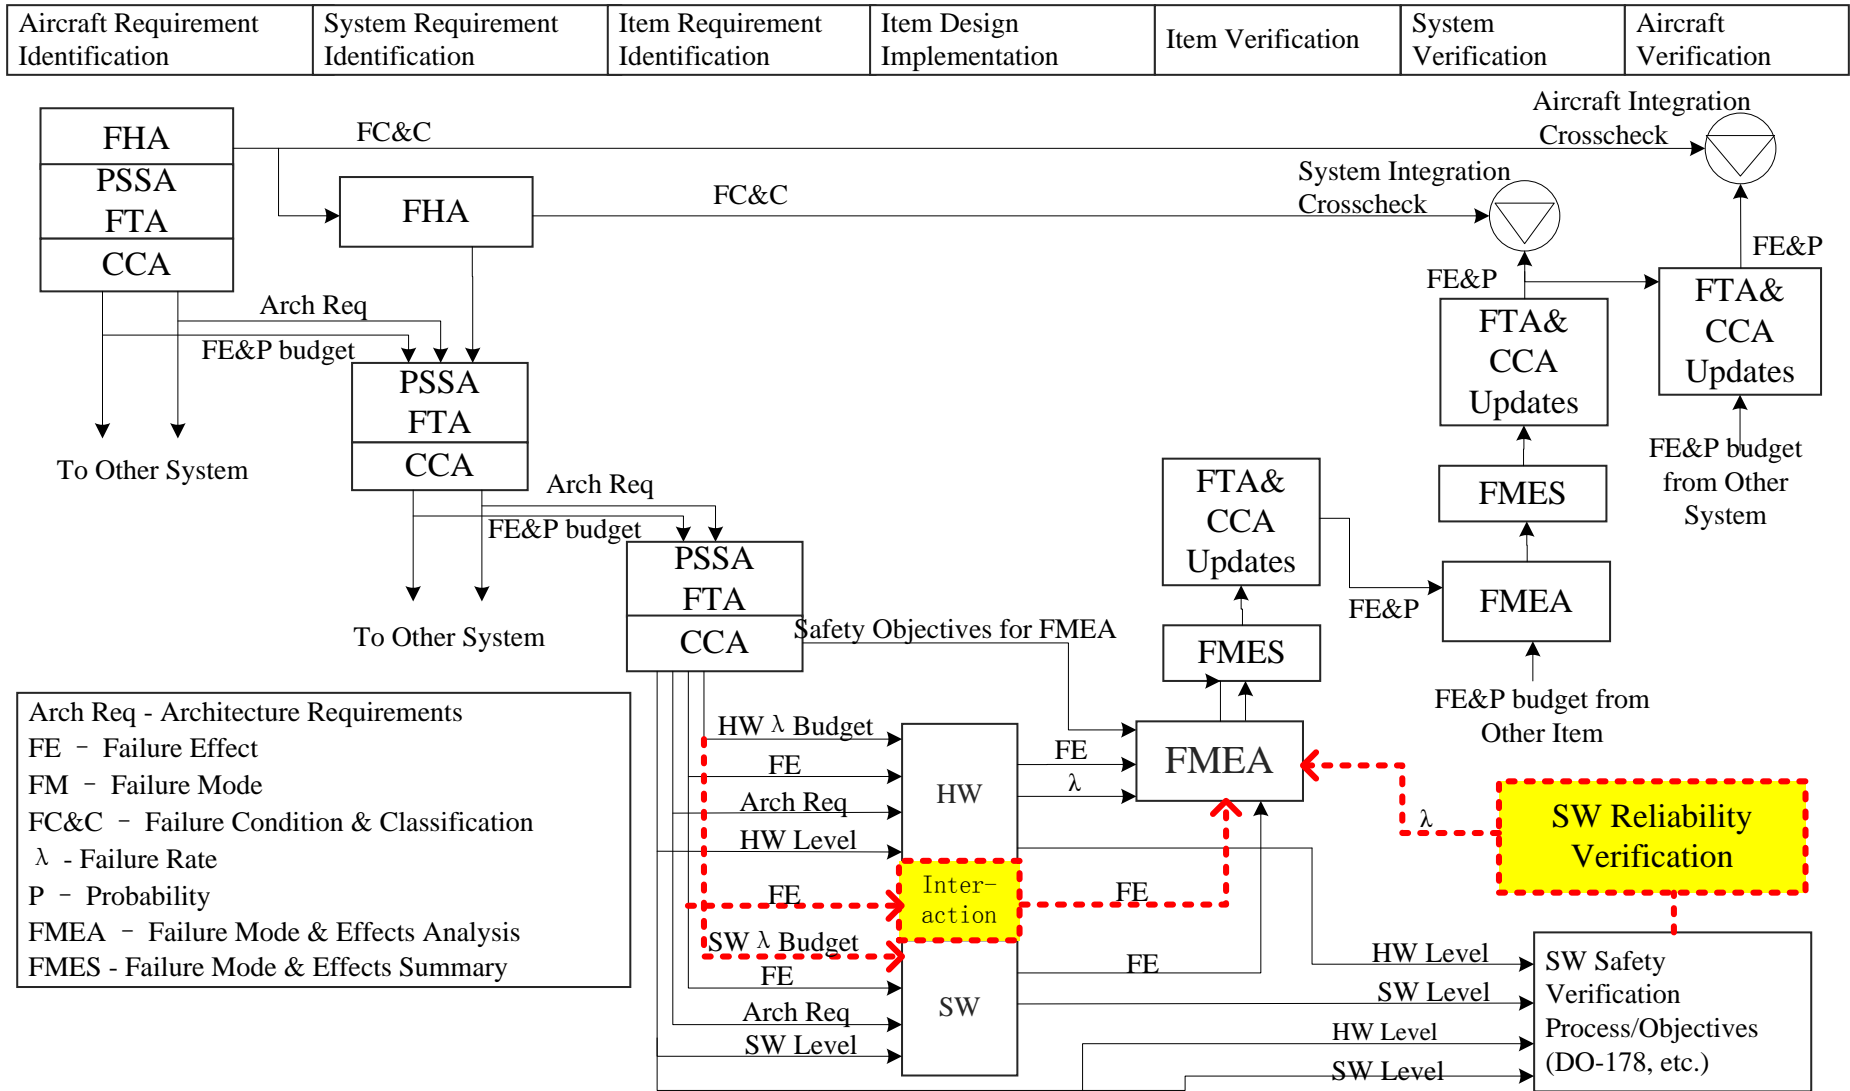 Aircraft Requirement
Identification
System Requirement
Identification
Item Requirement
Identification
Item Design
Implementation
Item Verification
System
Verification
Aircraft
Verification
FHA
PSSA
FTA
CCA
FC&C
Aircraft Integration
Crosscheck
FHA
FC&C
System Integration
Crosscheck
FE&P
FE&P
Arch Req
FE&P budget
To Other System
PSSA
FTA
CCA
Arch Req
FE&P budget
To Other System
PSSA
FTA
CCA
Safety Objectives for FMEA
FTA&
CCA
Updates
FMES
FE&P
FTA&
CCA
Updates
FMES
FMEA
FE&P budget from
Other Item
FTA&
CCA
Updates
FE&P budget
from Other
System
Arch Req - Architecture Requirements
FE – Failure Effect
FM – Failure Mode
FC&C – Failure Condition & Classification
λ - Failure Rate
P – Probability
FMEA – Failure Mode & Effects Analysis
FMES - Failure Mode & Effects Summary
HW λ Budget
FE
Arch Req
HW Level
FE
SW λ Budget
FE
Arch Req
SW Level
HW
Inter-
action
SW
FE
λ
FE
FE
FMEA
λ
SW Reliability
Verification
HW Level
SW Level
HW Level
SW Level
SW Safety
Verification
Process/Objectives
(DO-178, etc.)